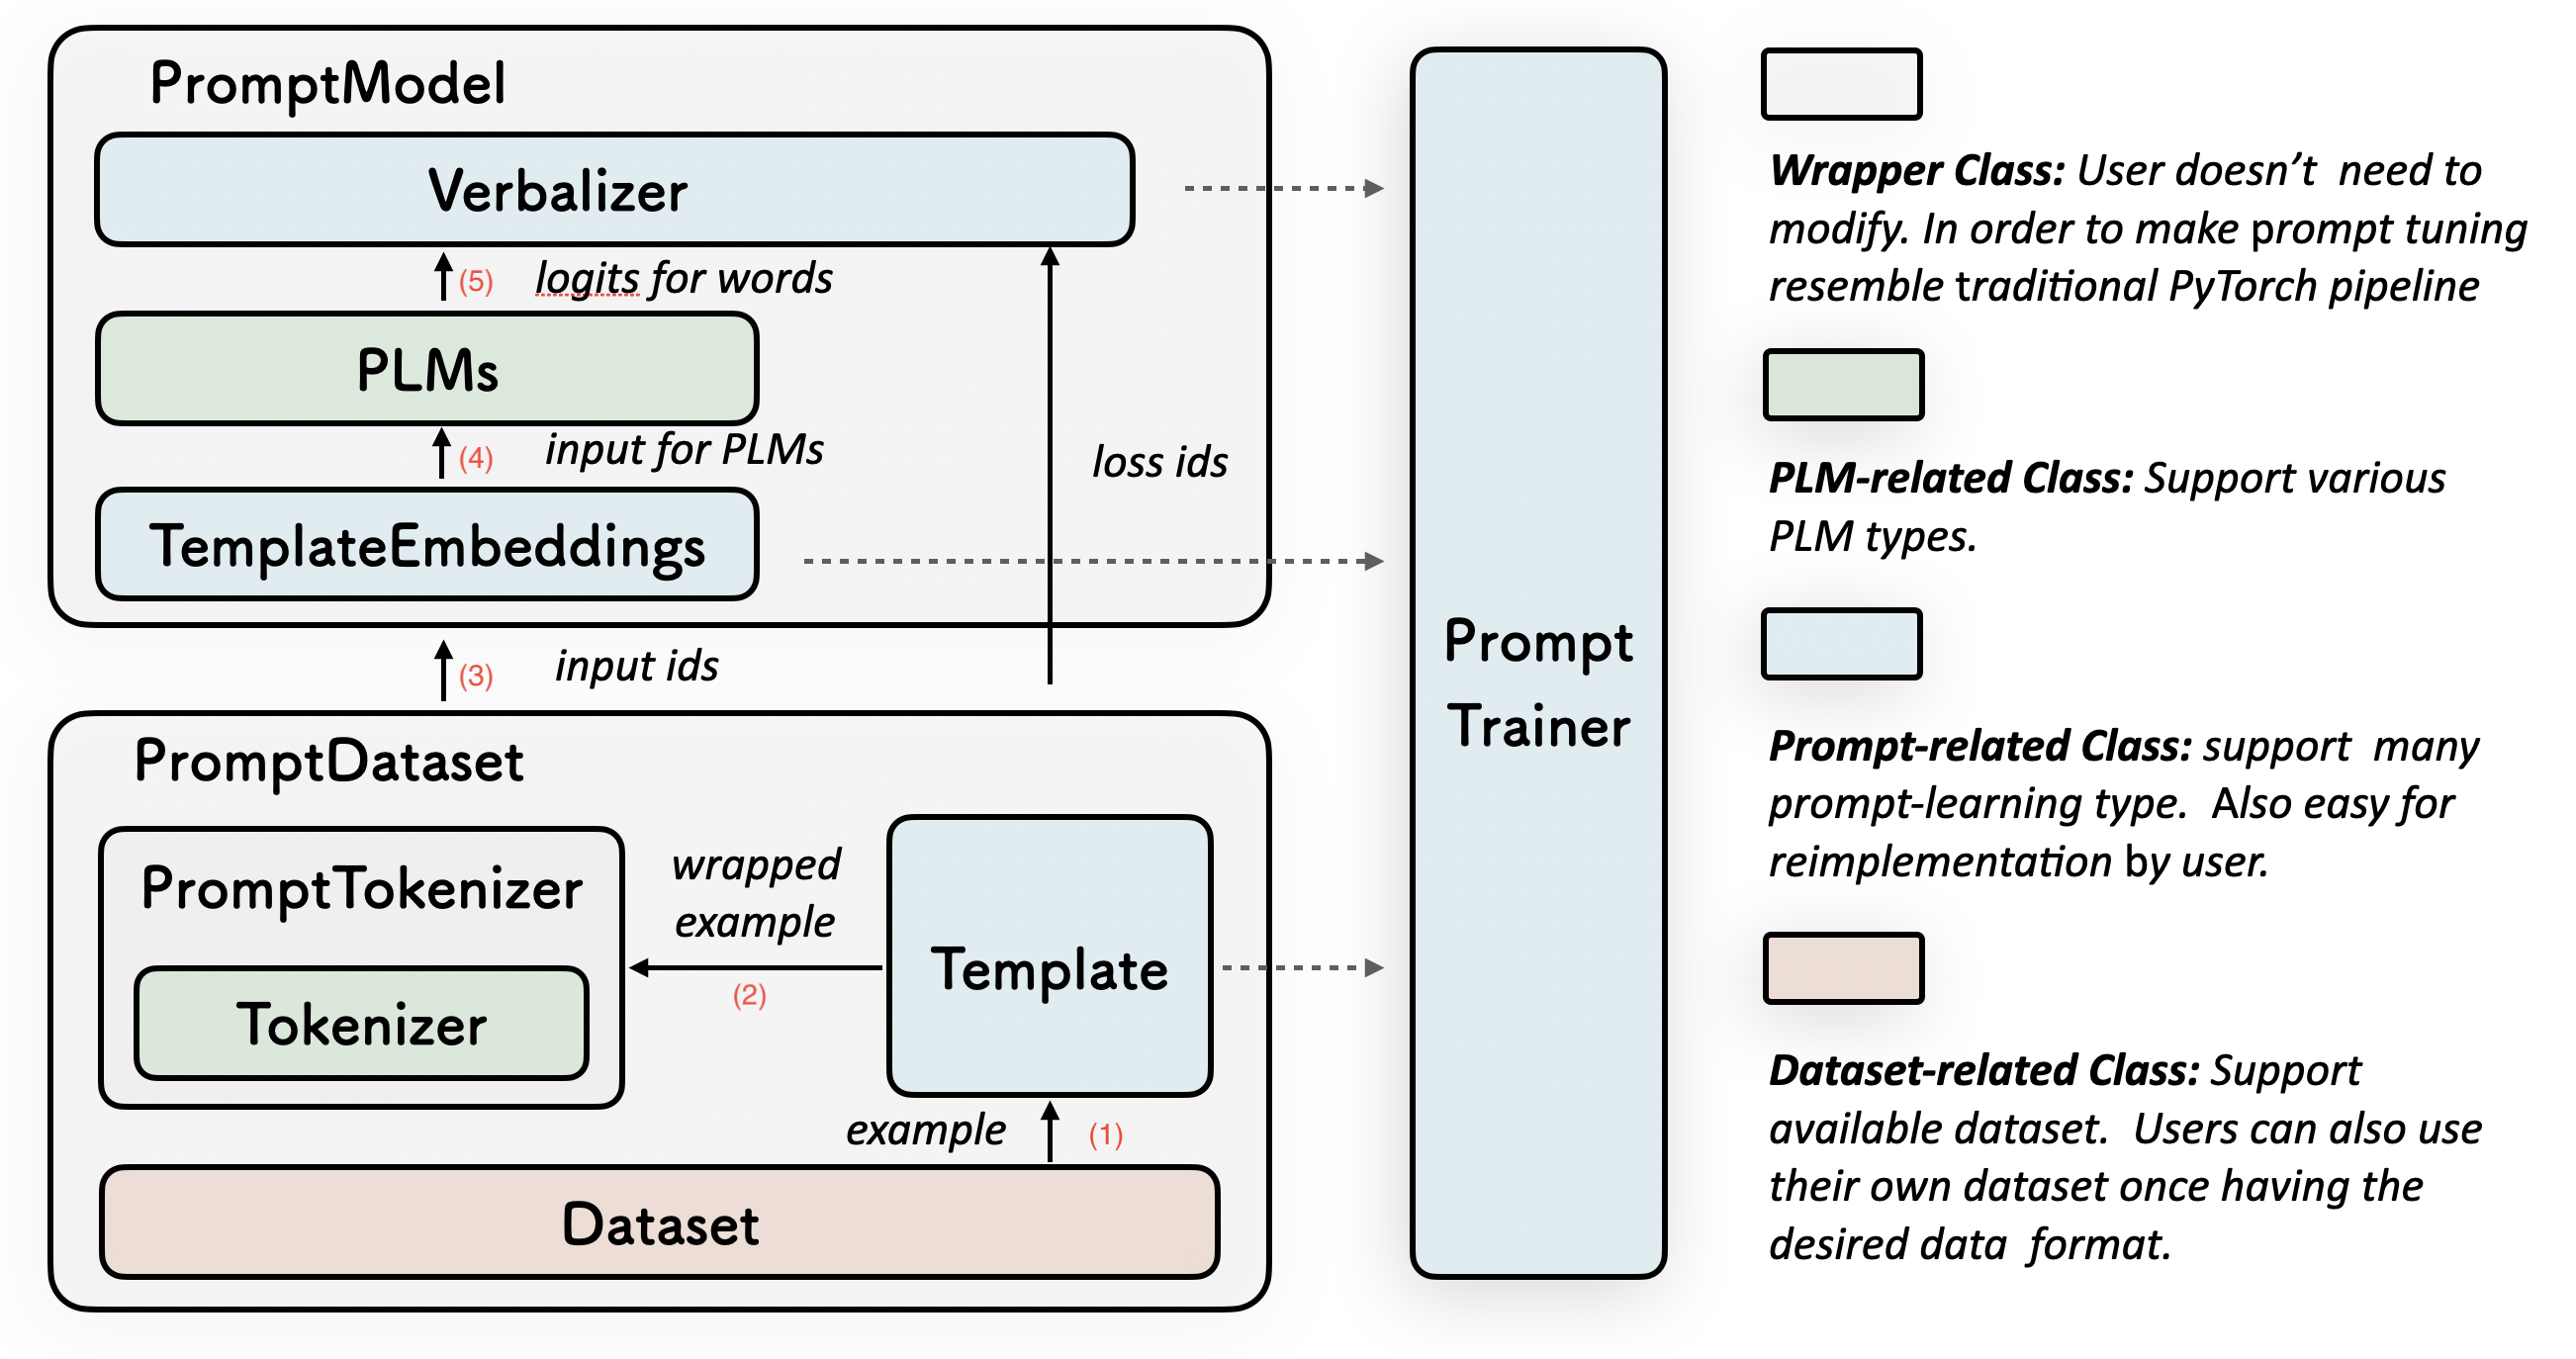 PromptModel
Verbalizer
(5) logits for words
PLMs
(4) input for PLMs
loss ids
TemplateEmbeddings
(3) input ids
PromptDataset
PromptTokenizer
Tokenizer
wrapped
example
(2)
Template
example (1)
Dataset
Prompt
Trainer
Wrapper Class: User doesn’t need to
modify. In order to make prompt tuning
resemble traditional PyTorch pipeline
PLM-related Class: Support various
PLM types.
Prompt-related Class: support many
prompt-learning type. Also easy for
reimplementation by user.
Dataset-related Class: Support
available dataset. Users can also use
their own dataset once having the
desired data format.